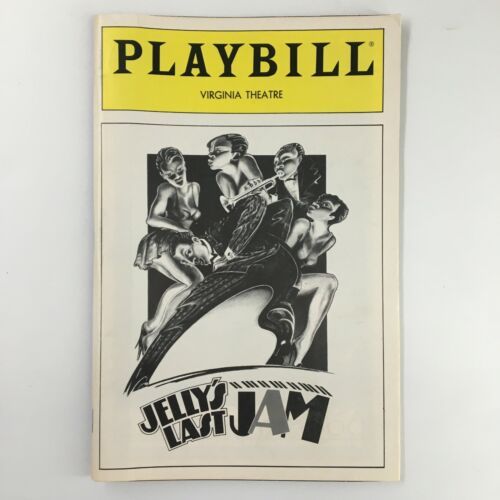 PLAYBILL®
VIRGINIA THEATRE
JELLY'S
LAST JAM